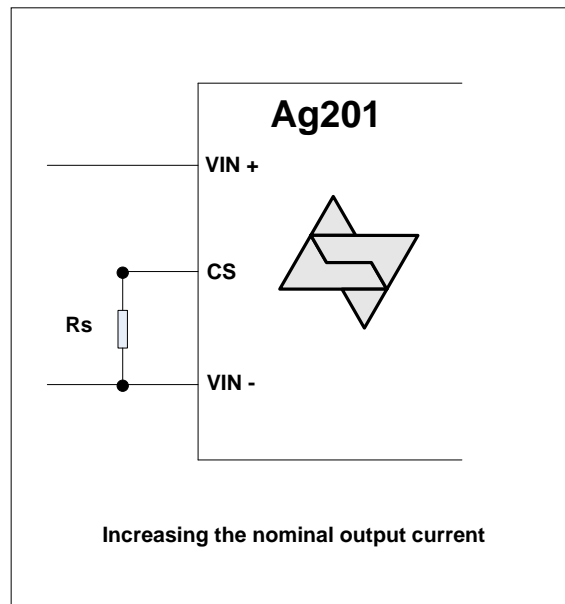 Ag201
VIN +
CS
Rs
VIN -
Increasing the nominal output current